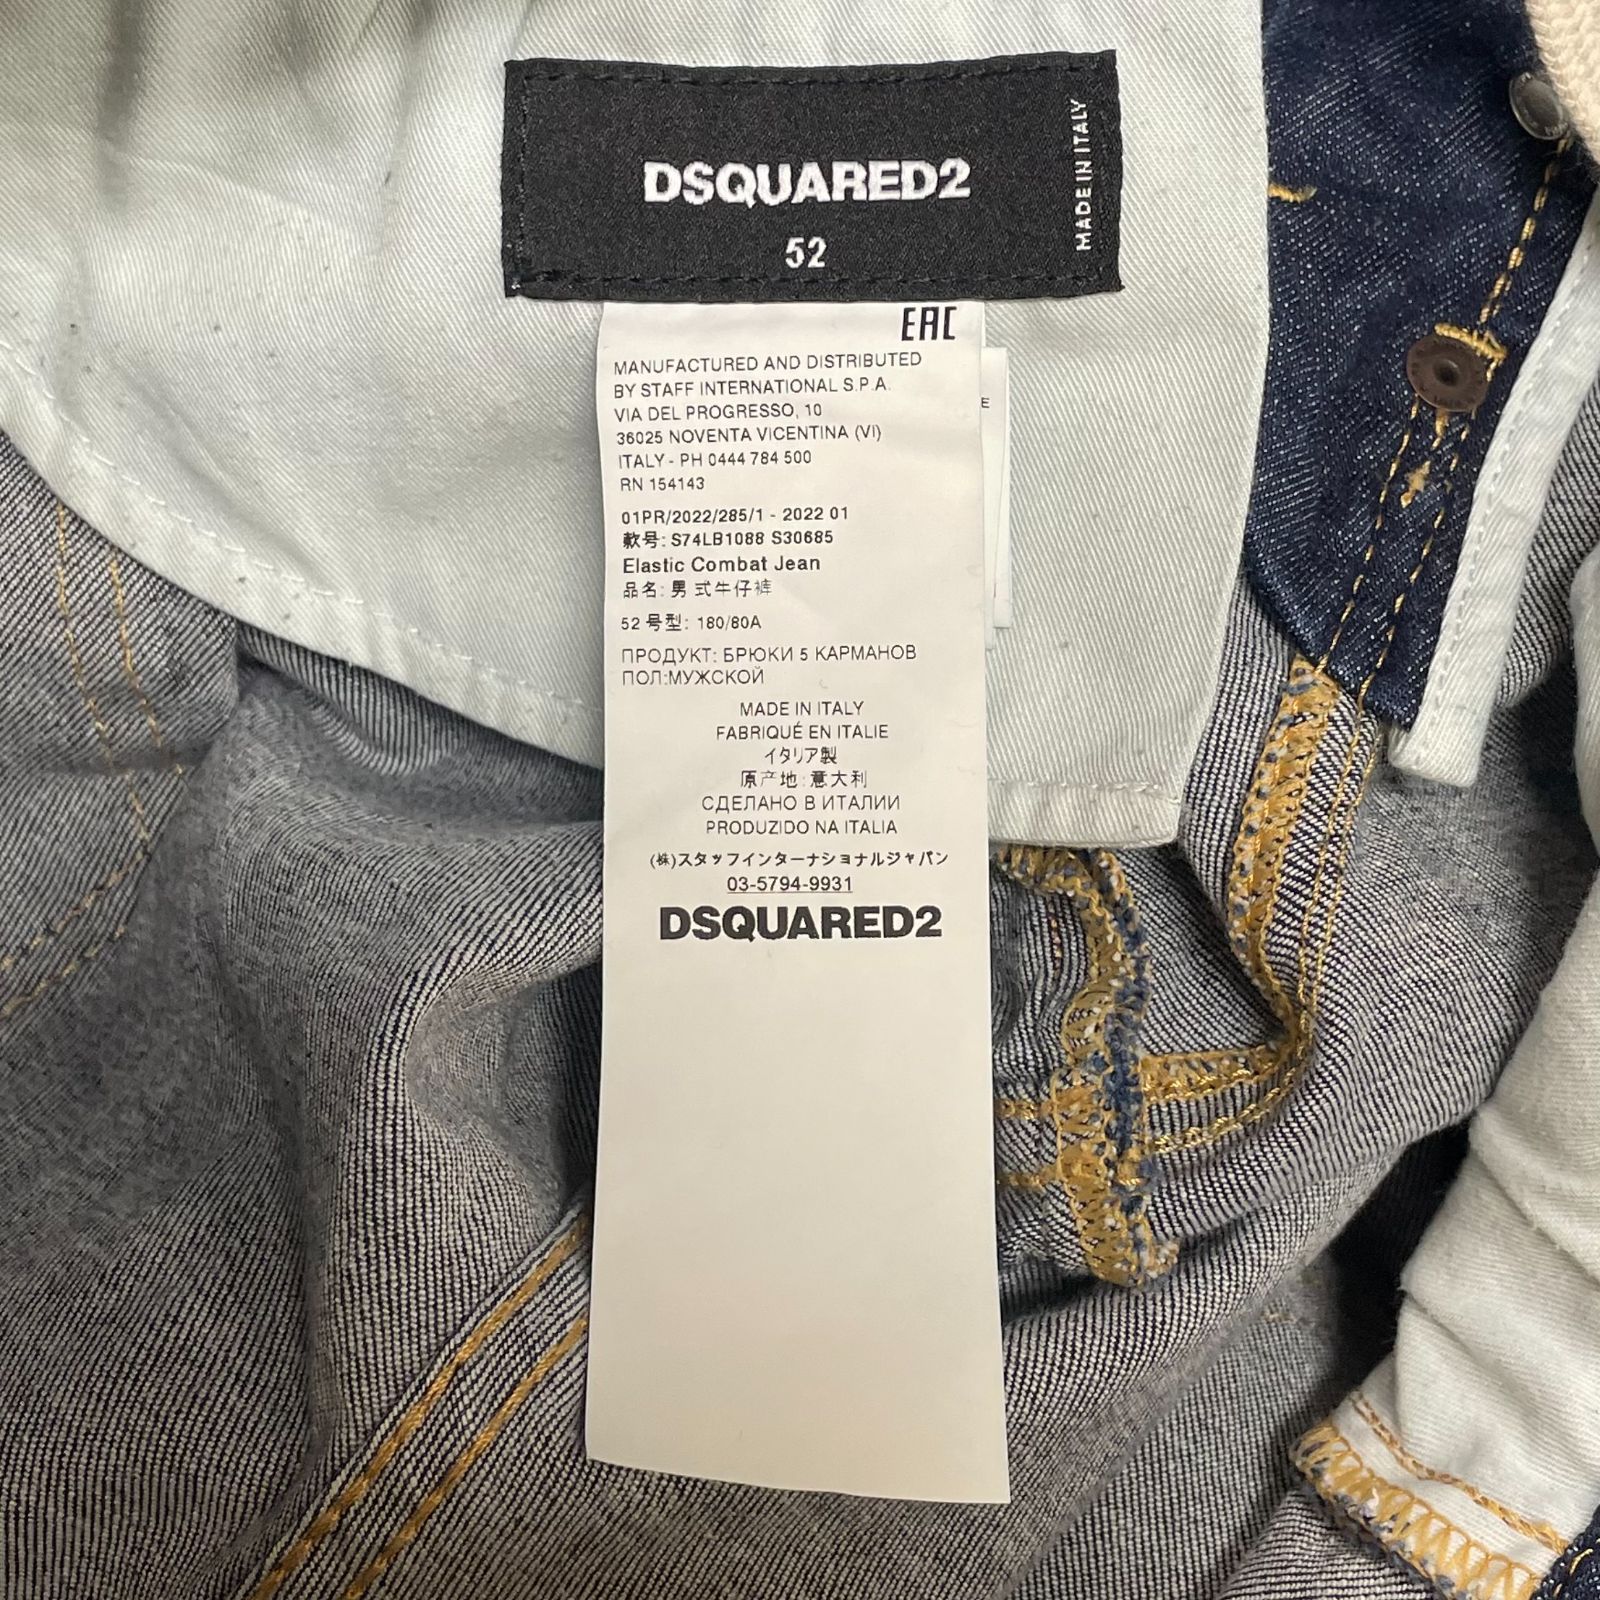 DSQUARED2
52
MADE IN ITALY
EAC
MANUFACTURED AND DISTRIBUTED
BY STAFF INTERNATIONAL S.P.A.
VIA DEL PROGRESSO, 10
36025 NOVENTA VICENTINA (VI)
ITALY - PH 0444 784 500
RN 154143
01PR/2022/285/1 - 2022 01
款号: S74LB1088 S30685
Elastic Combat Jean
品名: 男 式牛仔裤
52 号型: 180/80A
ПРОДУКТ: БРЮКИ 5 КАРМАНОВ
ПОЛ:МУЖСКОЙ
MADE IN ITALY
FABRIQUÉ EN ITALIE
イタリア製
原产地:意大利
СДЕЛАНО В ИТАЛИИ
PRODUZIDO NA ITALIA
(株)スタッフインターナショナルジャパン
03-5794-9931
DSQUARED2
E